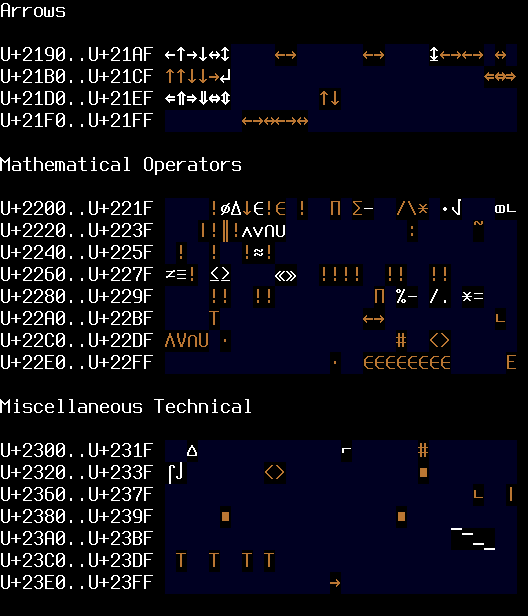 Arrows
U+2190..U+21AF ←↑→↓↔↕ ←→ ←→ ↨←→←→ ↔
U+21B0..U+21CF ↑↑↓↓→↲ ⇔⇔
U+21D0..U+21EF ⇐⇑⇒⇓⇔⇕ ↑↓
U+21F0..U+21FF ←→↔←→↔
Mathematical Operators
U+2200..U+221F !∅∆↓∈!∈ ! Π Σ− /\* ∙√ ∞∟
U+2220..U+223F !!║!∧∨∩∪ : ~
U+2240..U+225F ! ! !≈!
U+2260..U+227F ≠≡! ≤≥ «» !!!! !! !!
U+2280..U+229F !! !! Π %− /. *=
U+22A0..U+22BF T ←→ ∟
U+22C0..U+22DF ΛV∩U · # <>
U+22E0..U+22FF · ∈∈∈∈∈∈∈∈ E
Miscellaneous Technical
U+2300..U+231F ⌂ ⌐ #
U+2320..U+233F ⌠⌡ <> ■
U+2360..U+237F ∟ |
U+2380..U+239F ■ ■
U+23A0..U+23BF ⎺⎻⎼⎽
U+23C0..U+23DF T T T T
U+23E0..U+23FF →